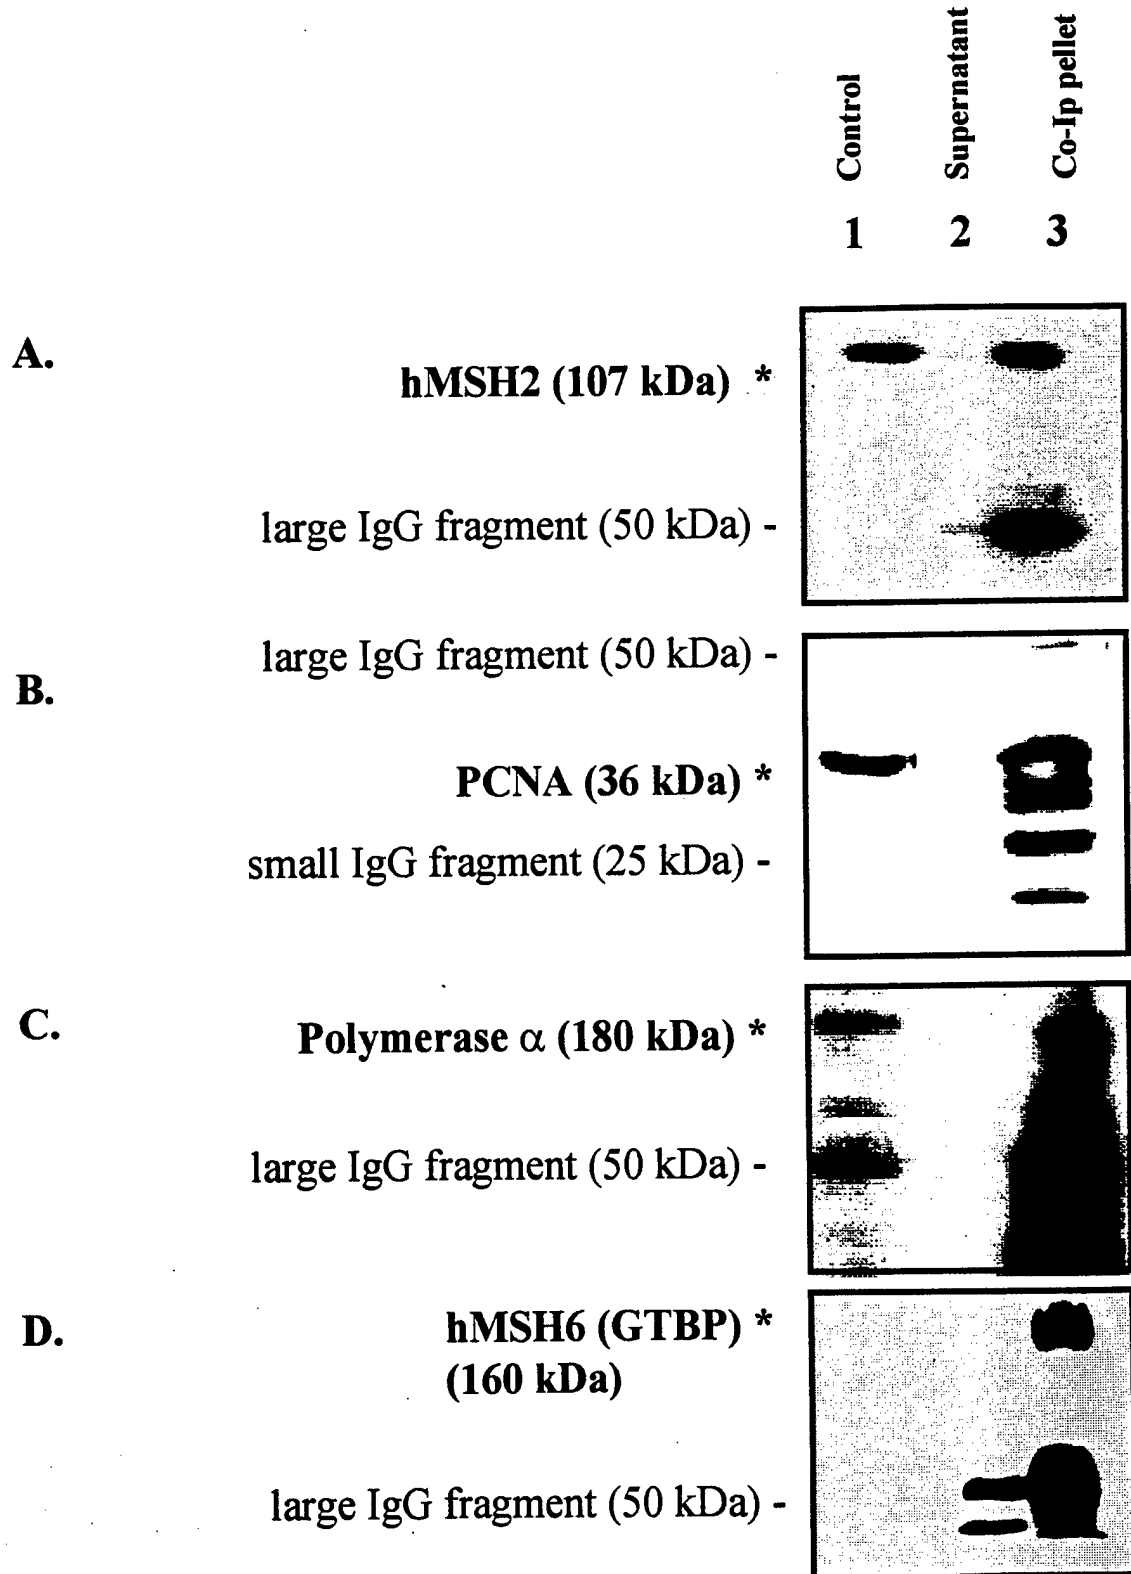 Control
Supernatant
Co-Ip pellet
1 2 3
A.
hMSH2 (107 kDa) *
large IgG fragment (50 kDa) -
large IgG fragment (50 kDa) -
B.
PCNA (36 kDa) *
small IgG fragment (25 kDa) -
C.
Polymerase α (180 kDa) *
large IgG fragment (50 kDa) -
D.
hMSH6 (GTBP) *
(160 kDa)
large IgG fragment (50 kDa) -